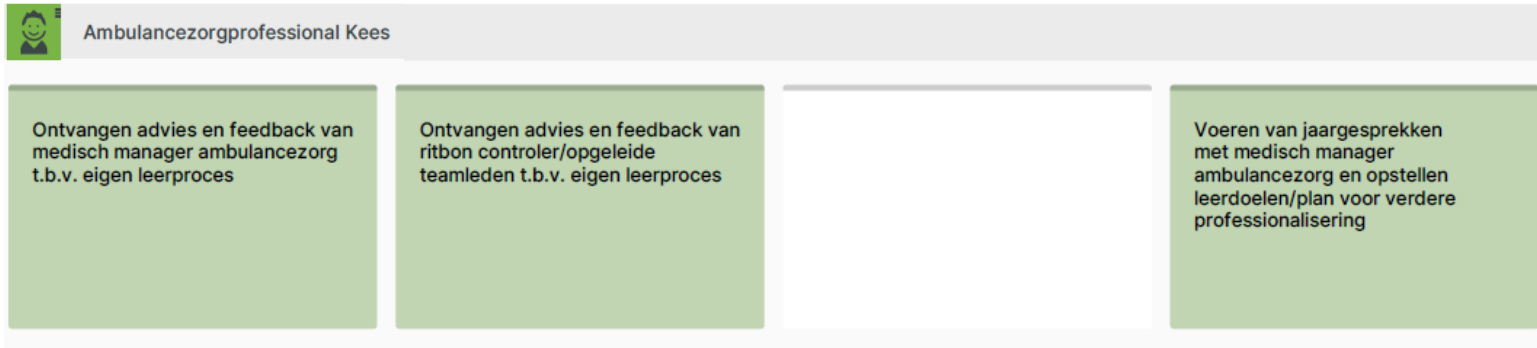 Ambulancezorgprofessional Kees
Ontvangen advies en feedback van
medisch manager ambulancezorg
t.b.v. eigen leerproces
Ontvangen advies en feedback van
ritbon controler/opgeleide
teamleden t.b.v. eigen leerproces
Voeren van jaargesprekken
met medisch manager
ambulancezorg en opstellen
leerdoelen/plan voor verdere
professionalisering